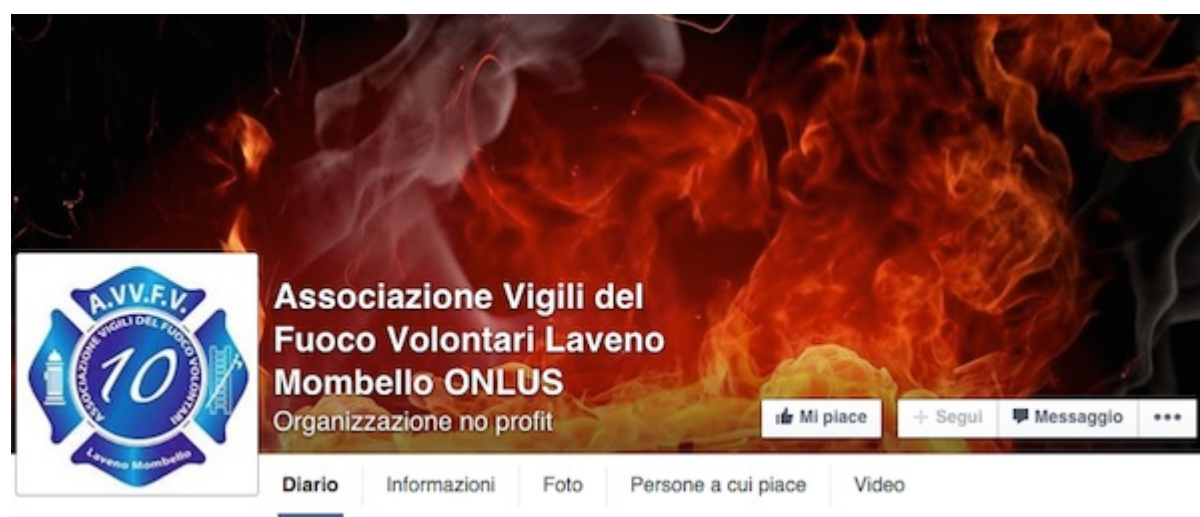 A.VV.F.V.
ASSOCIAZIONE VIGILI DEL FUOCO VOLONTARI
10
Laveno Mombello
Associazione Vigili del
Fuoco Volontari Laveno
Mombello ONLUS
Organizzazione no profit
Mi piace
+ Segui
Messaggio
Diario
Informazioni
Foto
Persone a cui piace
Video